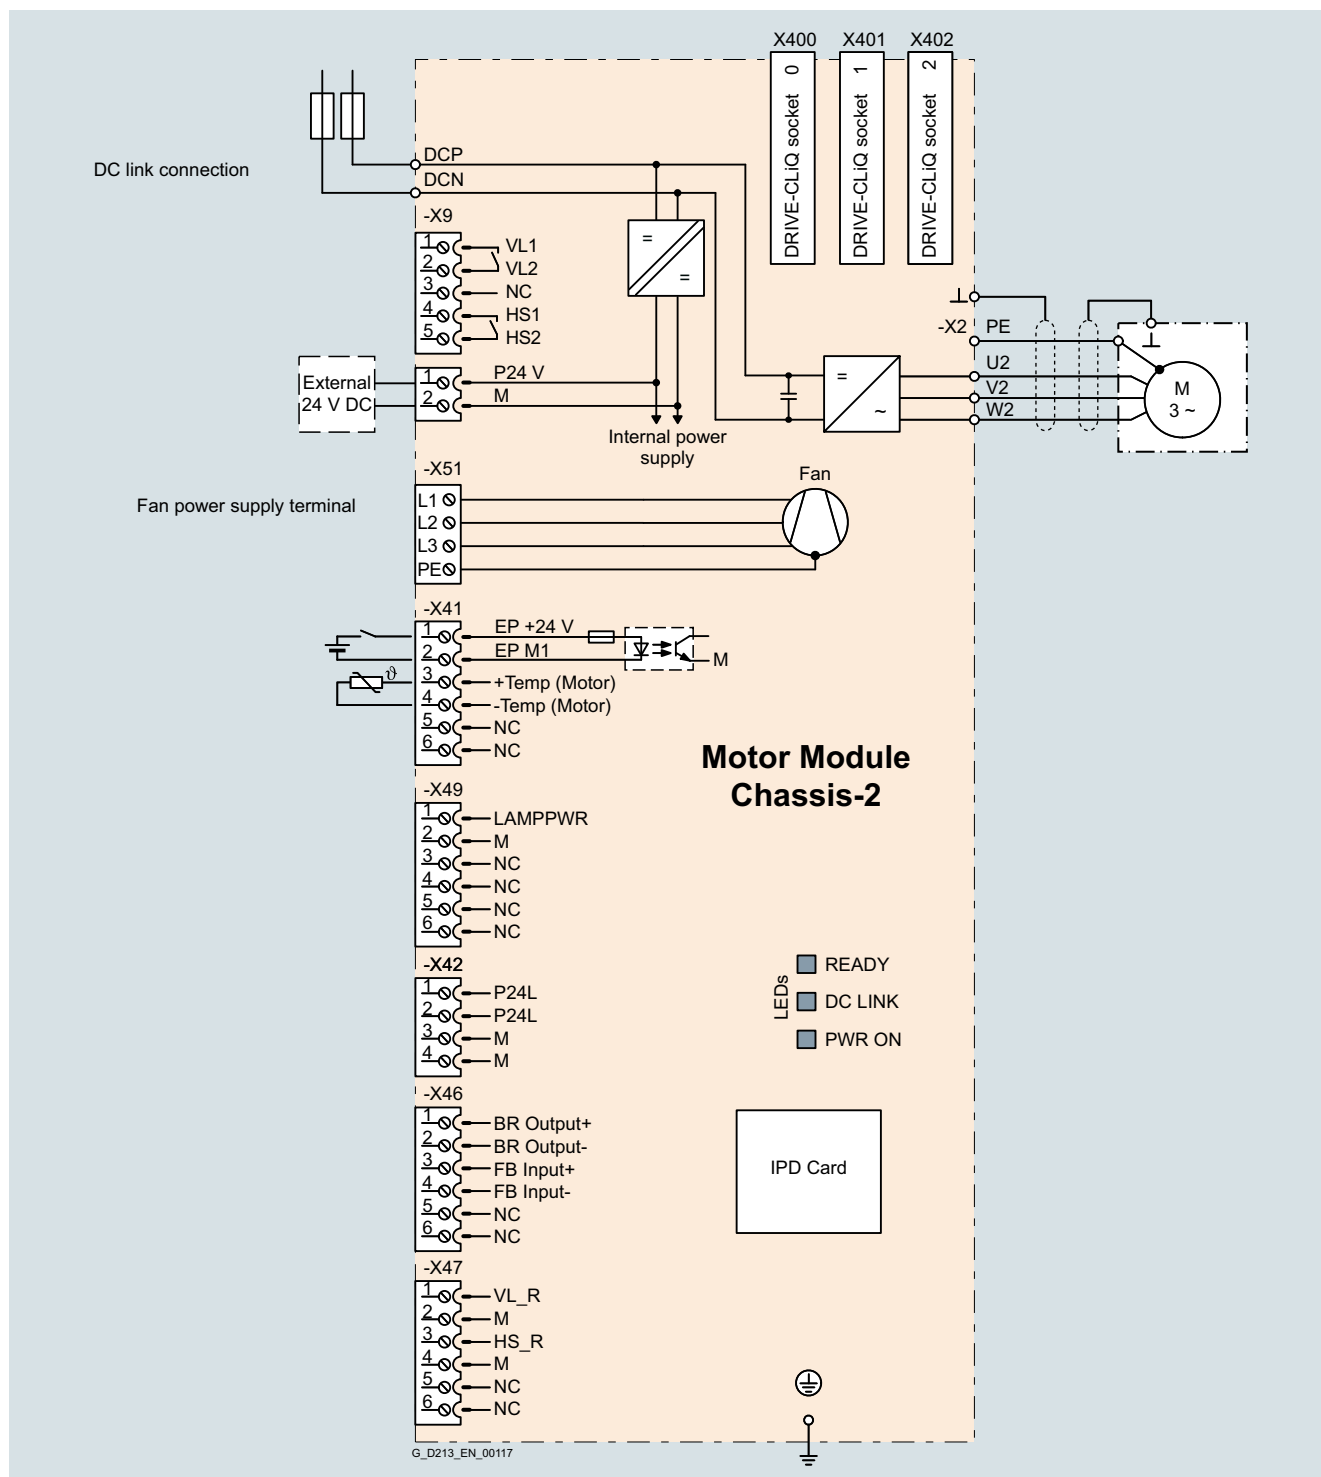 X400 X401 X402
DRIVE-CLiQ socket 0
DRIVE-CLiQ socket 1
DRIVE-CLiQ socket 2
DC link connection
DCP
DCN
-X9
1 VL1
2 VL2
3 NC
4 HS1
5 HS2
=
=
External
24 V DC
1 P24 V
2 M
Internal power
supply
=
~
-X2 PE
U2
V2
W2
M
3 ~
-X51
Fan power supply terminal
L1
L2
L3
PE
Fan
-X41
1 EP +24 V
2 EP M1
M
ϑ
3 +Temp (Motor)
4 -Temp (Motor)
5 NC
6 NC
Motor Module
Chassis-2
-X49
1 LAMPPWR
2 M
3 NC
4 NC
5 NC
6 NC
-X42
1 P24L
2 P24L
3 M
4 M
LEDs
READY
DC LINK
PWR ON
-X46
1 BR Output+
2 BR Output-
3 FB Input+
4 FB Input-
5 NC
6 NC
IPD Card
-X47
1 VL_R
2 M
3 HS_R
4 M
5 NC
6 NC
G_D213_EN_00117